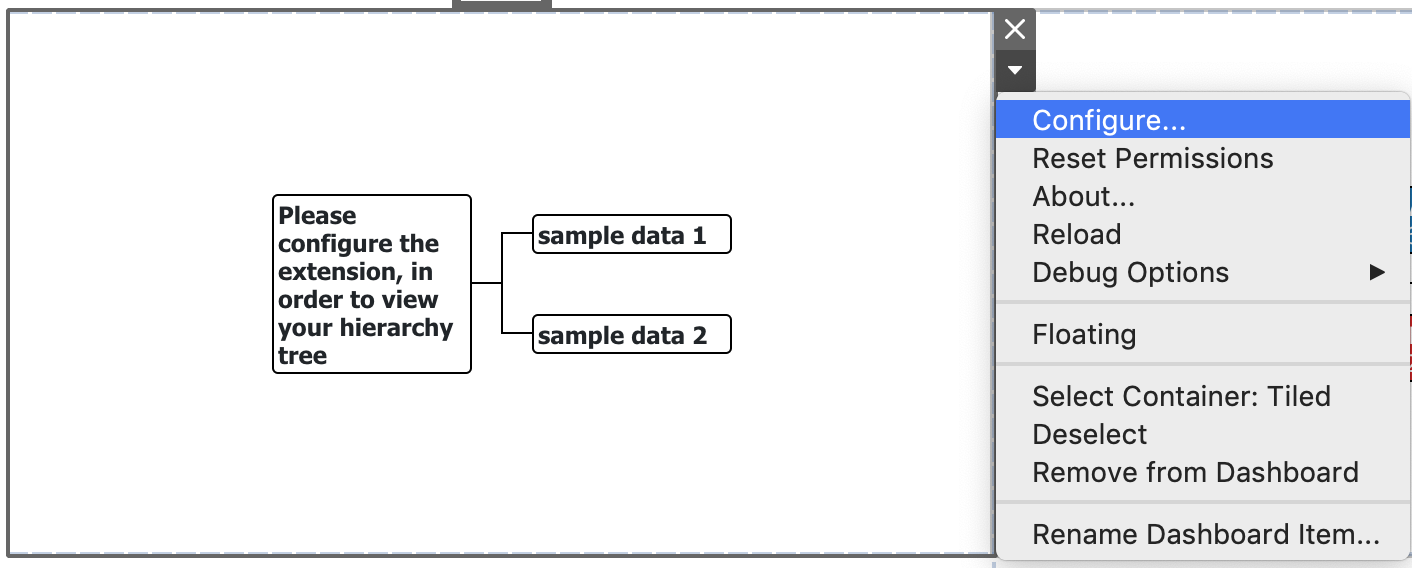 Please
configure the
extension, in
order to view
your hierarchy
tree
sample data 1
sample data 2
Configure...
Reset Permissions
About...
Reload
Debug Options
Floating
Select Container: Tiled
Deselect
Remove from Dashboard
Rename Dashboard Item...